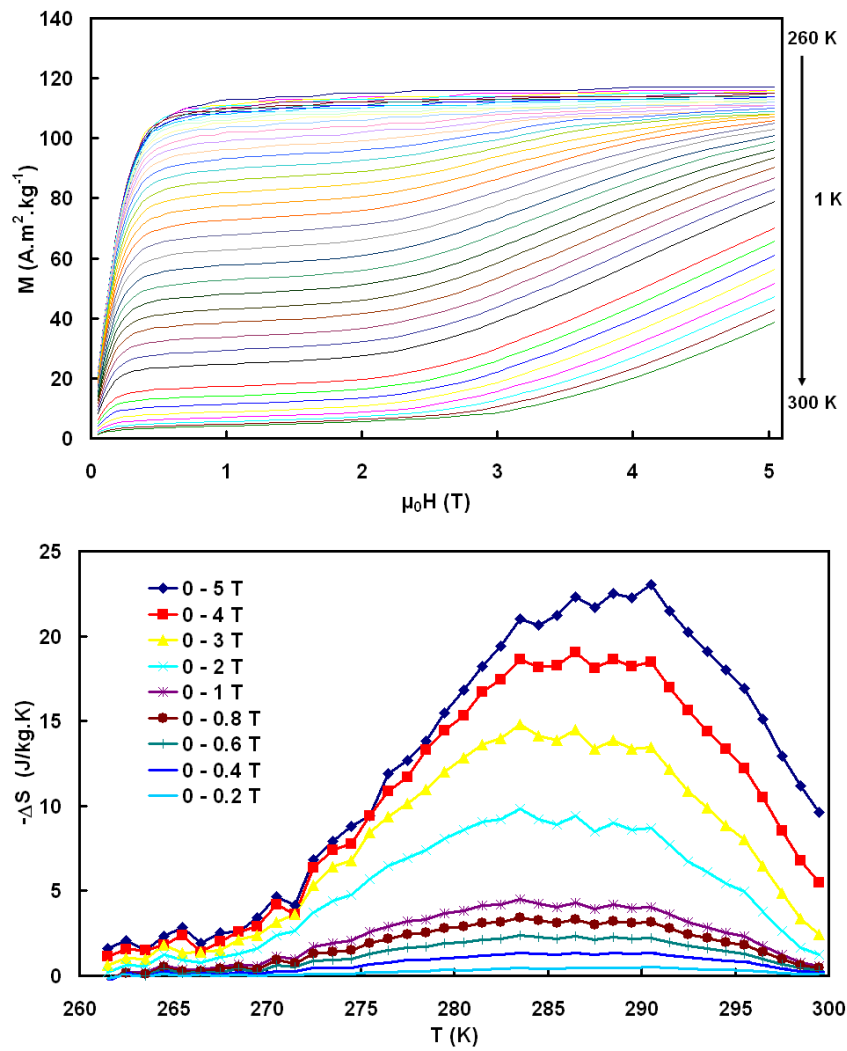 140
120
100
80
60
40
20
0
M (A.m².kg⁻¹)
260 K
1 K
300 K
0 1 2 3 4 5
µ₀H (T)
25
20
15
10
5
0
-ΔS (J/kg.K)
0 - 5 T
0 - 4 T
0 - 3 T
0 - 2 T
0 - 1 T
0 - 0.8 T
0 - 0.6 T
0 - 0.4 T
0 - 0.2 T
260 265 270 275 280 285 290 295 300
T (K)